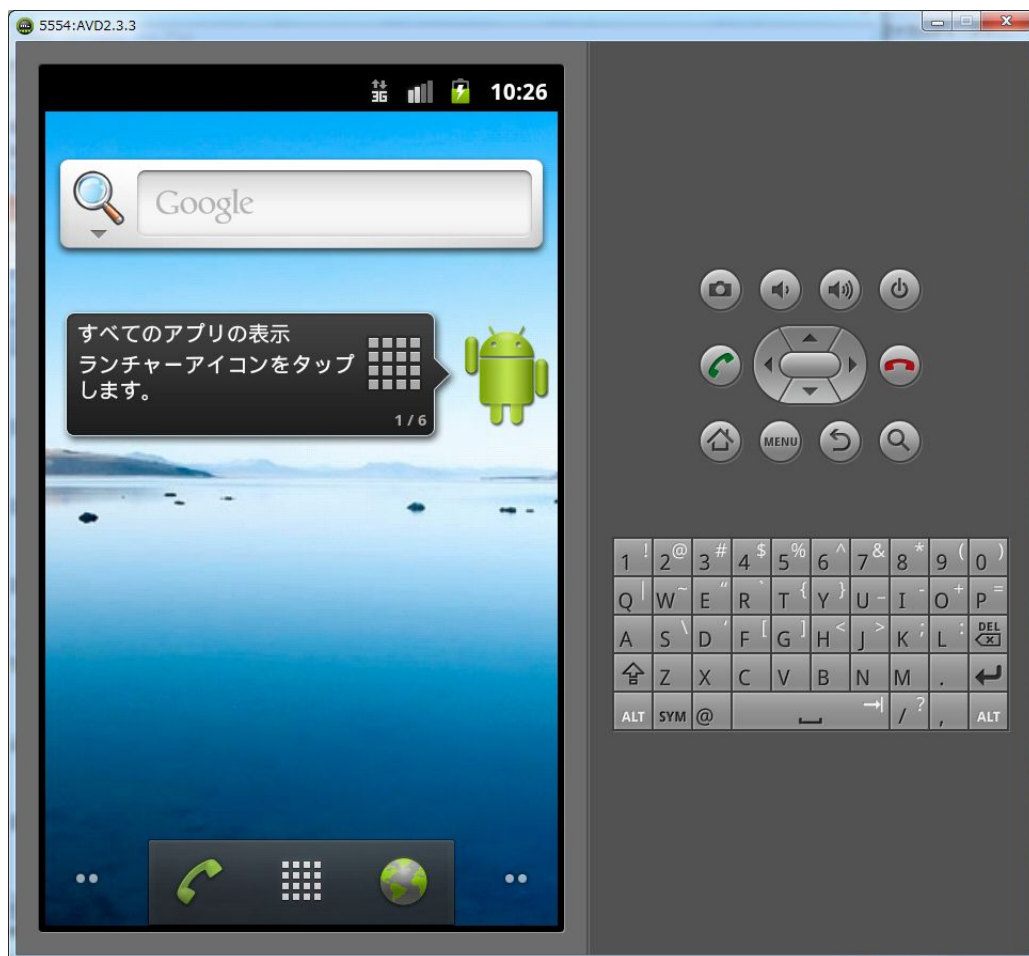 5554:AVD2.3.3
3G 10:26
Google
すべてのアプリの表示
ランチャーアイコンをタップ
します。
1 / 6
MENU
1 ! 2 @ 3 # 4 $ 5 % 6 ^ 7 & 8 * 9 ( 0 )
Q | W ~ E “ R ` T { Y } U _ I - O + P =
A S \ D ' F [ G ] H < J > K ; L : DEL
Z X C V B N M .
ALT SYM @ / ? , ALT